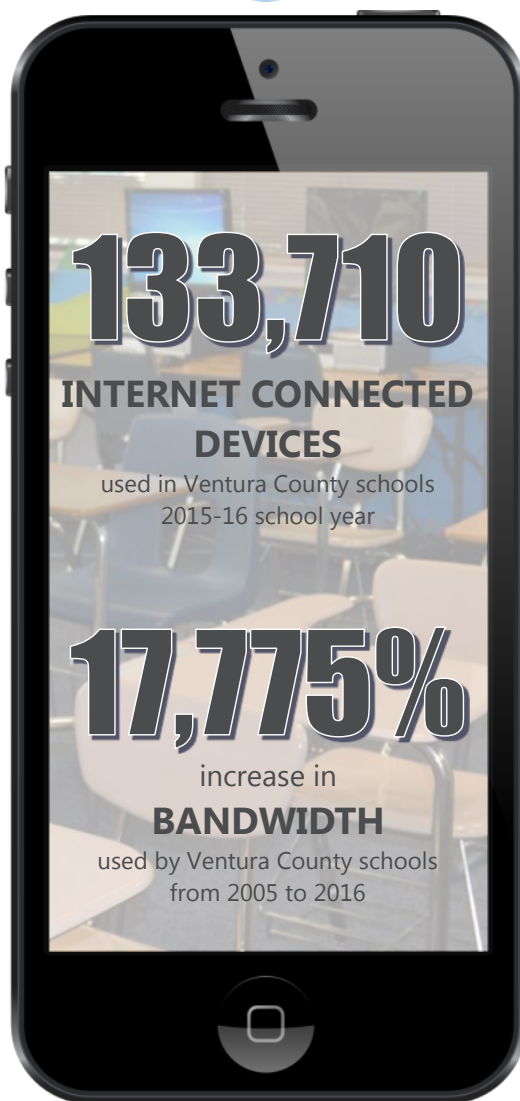 133,710
INTERNET CONNECTED
DEVICES
used in Ventura County schools
2015-16 school year
17,775%
increase in
BANDWIDTH
used by Ventura County schools
from 2005 to 2016